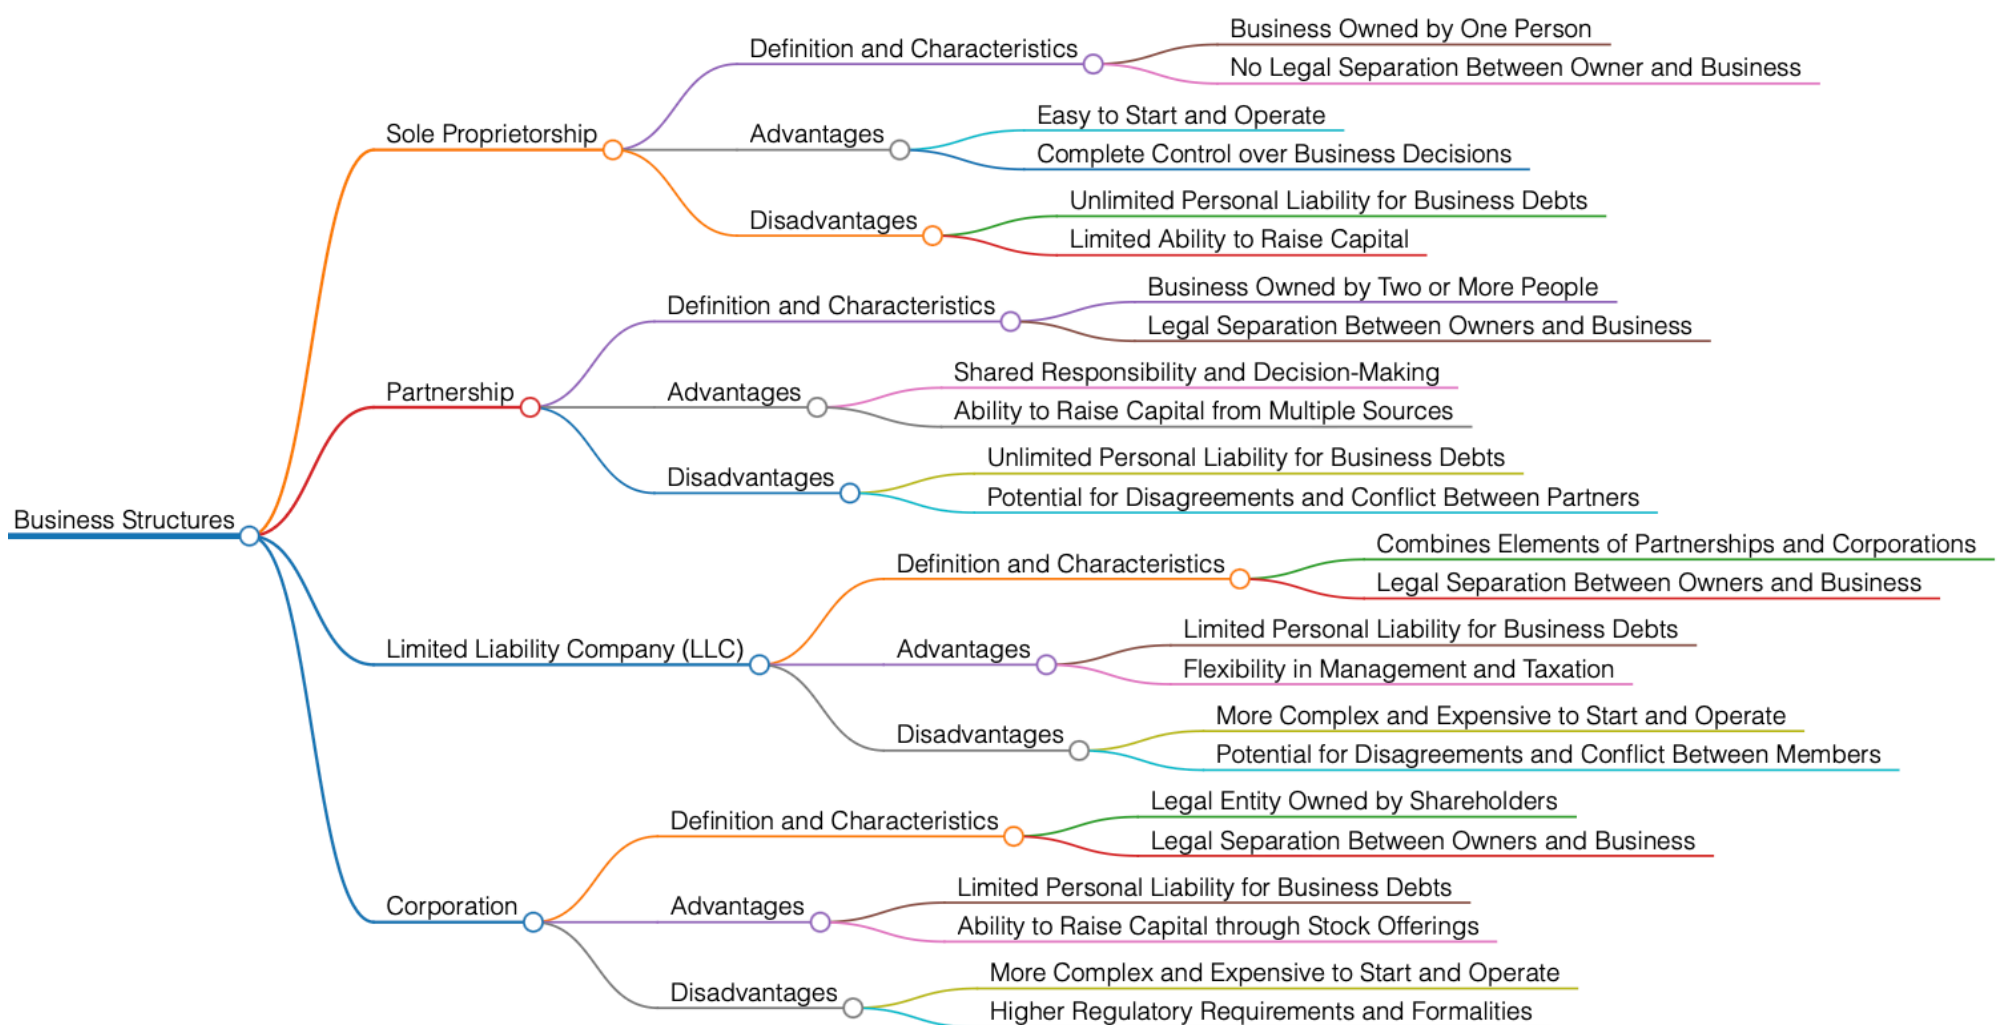 Business Structures
Sole Proprietorship
Definition and Characteristics
Business Owned by One Person
No Legal Separation Between Owner and Business
Advantages
Easy to Start and Operate
Complete Control over Business Decisions
Disadvantages
Unlimited Personal Liability for Business Debts
Limited Ability to Raise Capital
Partnership
Definition and Characteristics
Business Owned by Two or More People
Legal Separation Between Owners and Business
Advantages
Shared Responsibility and Decision-Making
Ability to Raise Capital from Multiple Sources
Disadvantages
Unlimited Personal Liability for Business Debts
Potential for Disagreements and Conflict Between Partners
Limited Liability Company (LLC)
Definition and Characteristics
Combines Elements of Partnerships and Corporations
Legal Separation Between Owners and Business
Advantages
Limited Personal Liability for Business Debts
Flexibility in Management and Taxation
Disadvantages
More Complex and Expensive to Start and Operate
Potential for Disagreements and Conflict Between Members
Corporation
Definition and Characteristics
Legal Entity Owned by Shareholders
Legal Separation Between Owners and Business
Advantages
Limited Personal Liability for Business Debts
Ability to Raise Capital through Stock Offerings
Disadvantages
More Complex and Expensive to Start and Operate
Higher Regulatory Requirements and Formalities